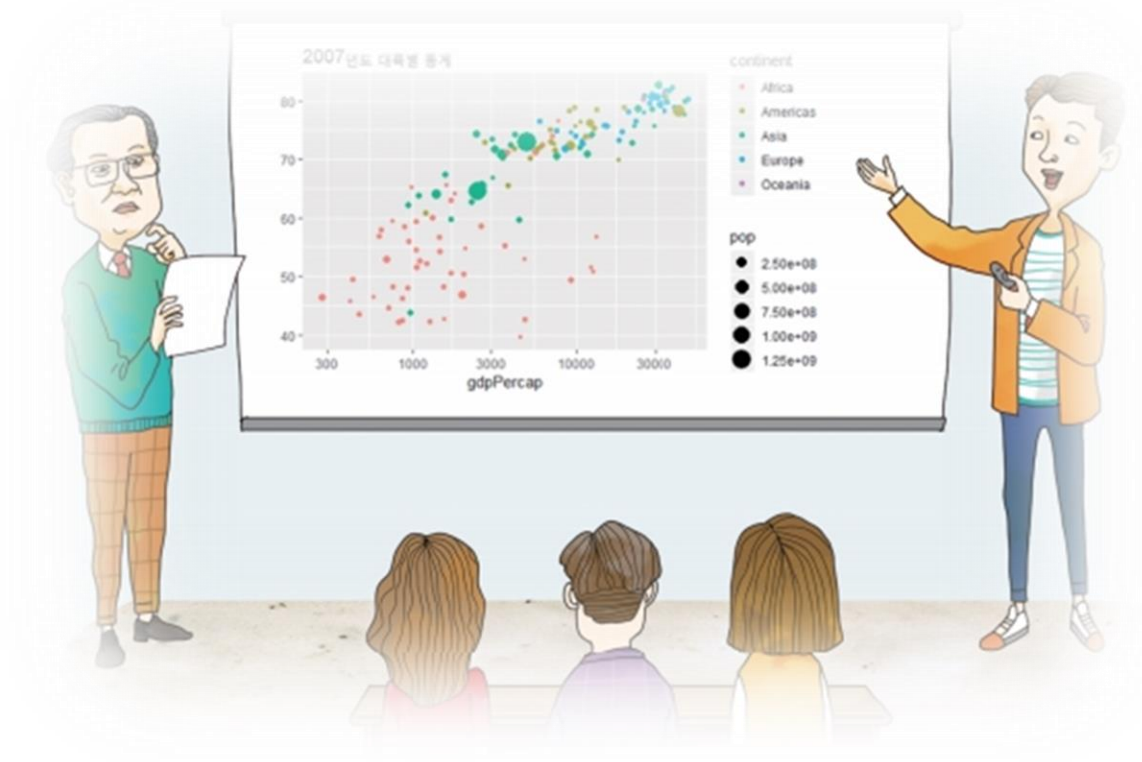 2007년도 대륙별 통계
continent
Africa
Americas
Asia
Europe
Oceania
pop
2.50e+08
5.00e+08
7.50e+08
1.00e+09
1.25e+09
80
70
60
50
40
300 1000 3000 10000 30000
gdpPercap